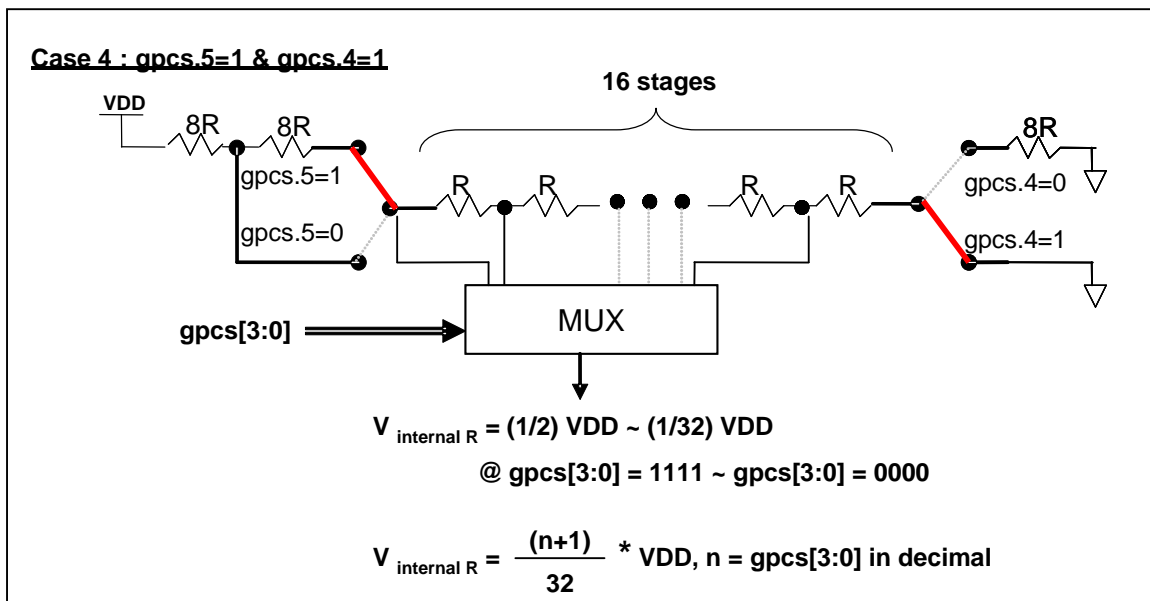 Case 4 : gpcs.5=1 & gpcs.4=1
16 stages
VDD
8R
8R
8R
gpcs.5=1
gpcs.4=0
R
R
R
R
gpcs.5=0
gpcs.4=1
MUX
gpcs[3:0]
V internal R = (1/2) VDD ~ (1/32) VDD
@ gpcs[3:0] = 1111 ~ gpcs[3:0] = 0000
V internal R = (n+1) / 32 * VDD, n = gpcs[3:0] in decimal